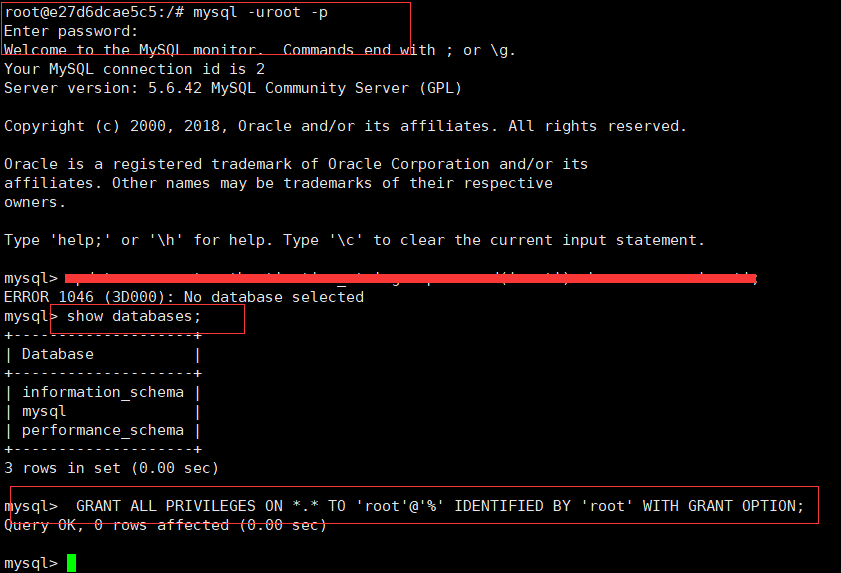 root@e27d6dcae5c5:/# mysql -uroot -p
Enter password:
Welcome to the MySQL monitor.  Commands end with ; or \g.
Your MySQL connection id is 2
Server version: 5.6.42 MySQL Community Server (GPL)
Copyright (c) 2000, 2018, Oracle and/or its affiliates. All rights reserved.
Oracle is a registered trademark of Oracle Corporation and/or its
affiliates. Other names may be trademarks of their respective
owners.
Type 'help;' or '\h' for help. Type '\c' to clear the current input statement.
mysql>
ERROR 1046 (3D000): No database selected
mysql> show databases;
+--------------------+
| Database           |
+--------------------+
| information_schema |
| mysql              |
| performance_schema |
+--------------------+
3 rows in set (0.00 sec)
mysql>  GRANT ALL PRIVILEGES ON *.* TO 'root'@'%' IDENTIFIED BY 'root' WITH GRANT OPTION;
Query OK, 0 rows affected (0.00 sec)
mysql>